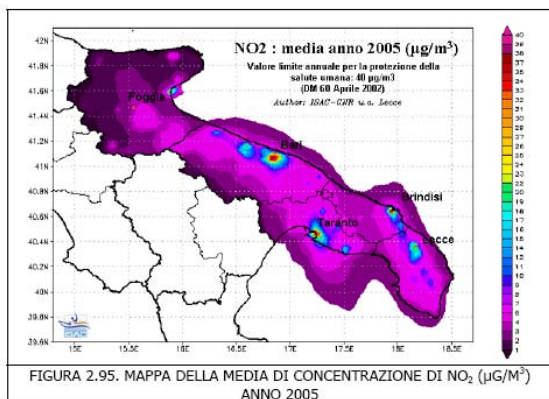 NO2 : media anno 2005 (μg/m³)
Valore limite annuale per la protezione della
salute umana: 40 μg/m3
(DM 60 Aprile 2002)
Author: ISAC-CNR u.o. Lecce
42N
41.8N
41.6N
41.4N
41.2N
41N
40.8N
40.6N
40.4N
40.2N
40N
39.8N
39.6N
15E
15.5E
16E
16.5E
17E
17.5E
18E
18.5E
Foggia
Bari
Brindisi
Taranto
Lecce
ISAC
40
39
38
37
36
35
34
33
32
31
30
29
28
27
26
25
24
23
22
21
20
19
18
17
16
15
14
13
12
11
10
9
8
7
6
5
4
3
2
1
FIGURA 2.95. MAPPA DELLA MEDIA DI CONCENTRAZIONE DI NO₂ (μG/M³)
ANNO 2005